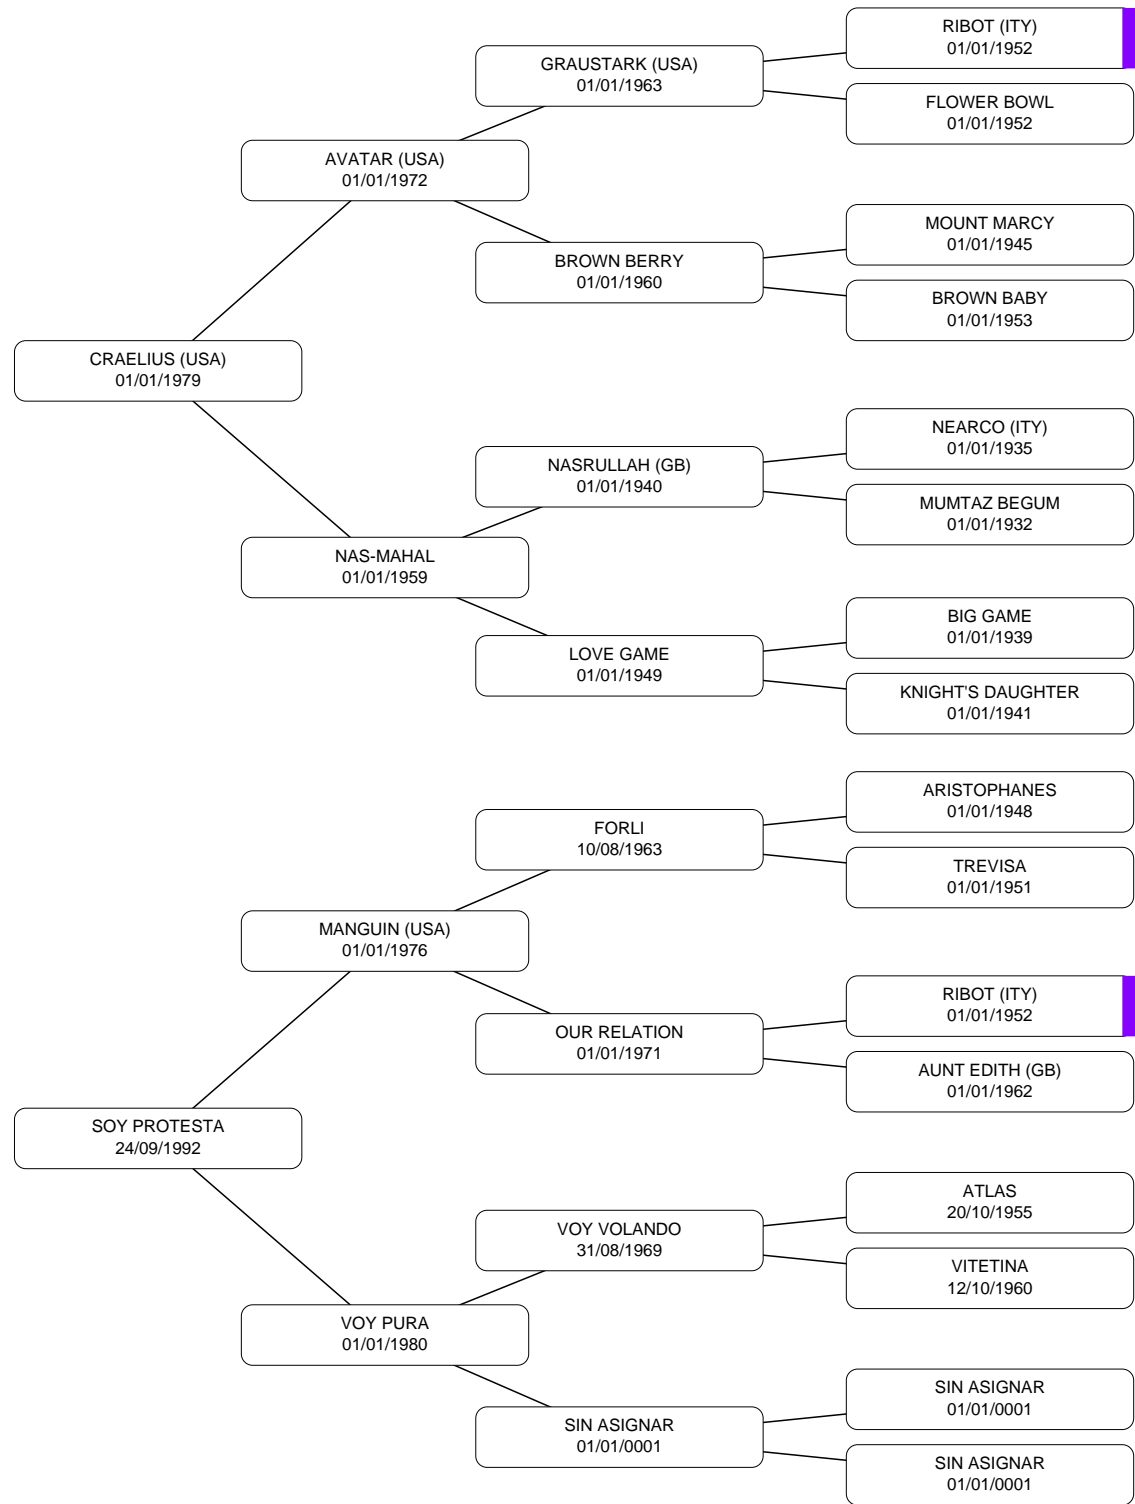 RIBOT (ITY)
01/01/1952
GRAUSTARK (USA)
01/01/1963
FLOWER BOWL
01/01/1952
AVATAR (USA)
01/01/1972
MOUNT MARCY
01/01/1945
BROWN BERRY
01/01/1960
BROWN BABY
01/01/1953
CRAELIUS (USA)
01/01/1979
NEARCO (ITY)
01/01/1935
NASRULLAH (GB)
01/01/1940
MUMTAZ BEGUM
01/01/1932
NAS-MAHAL
01/01/1959
BIG GAME
01/01/1939
LOVE GAME
01/01/1949
KNIGHT'S DAUGHTER
01/01/1941
ARISTOPHANES
01/01/1948
FORLI
10/08/1963
TREVISA
01/01/1951
MANGUIN (USA)
01/01/1976
RIBOT (ITY)
01/01/1952
OUR RELATION
01/01/1971
AUNT EDITH (GB)
01/01/1962
SOY PROTESTA
24/09/1992
ATLAS
20/10/1955
VOY VOLANDO
31/08/1969
VITETINA
12/10/1960
VOY PURA
01/01/1980
SIN ASIGNAR
01/01/0001
SIN ASIGNAR
01/01/0001
SIN ASIGNAR
01/01/0001